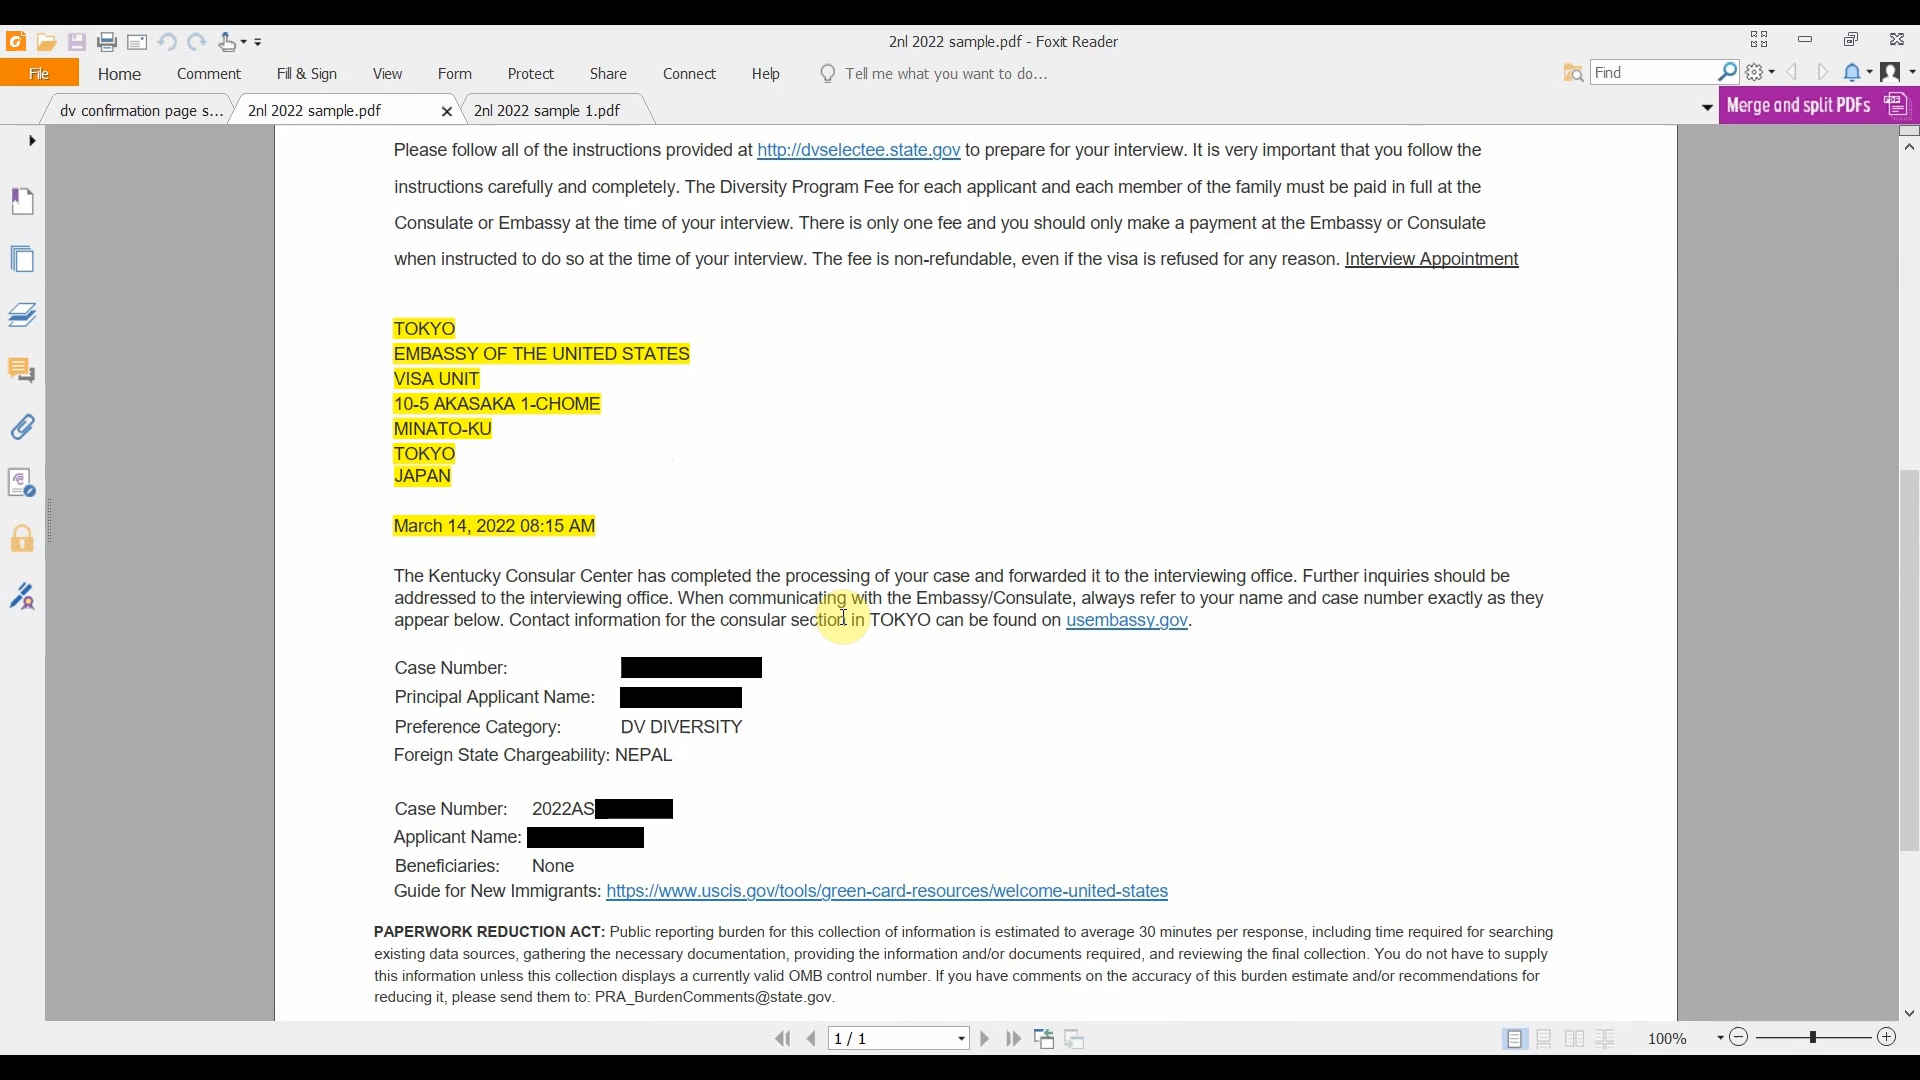 2nl 2022 sample.pdf - Foxit Reader
File Home Comment Fill & Sign View Form Protect Share Connect Help Tell me what you want to do... Find
dv confirmation page s... 2nl 2022 sample.pdf 2nl 2022 sample 1.pdf Merge and split PDFs
Please follow all of the instructions provided at http://dvselectee.state.gov to prepare for your interview. It is very important that you follow the
instructions carefully and completely. The Diversity Program Fee for each applicant and each member of the family must be paid in full at the
Consulate or Embassy at the time of your interview. There is only one fee and you should only make a payment at the Embassy or Consulate
when instructed to do so at the time of your interview. The fee is non-refundable, even if the visa is refused for any reason. Interview Appointment
TOKYO
EMBASSY OF THE UNITED STATES
VISA UNIT
10-5 AKASAKA 1-CHOME
MINATO-KU
TOKYO
JAPAN
March 14, 2022 08:15 AM
The Kentucky Consular Center has completed the processing of your case and forwarded it to the interviewing office. Further inquiries should be
addressed to the interviewing office. When communicating with the Embassy/Consulate, always refer to your name and case number exactly as they
appear below. Contact information for the consular section in TOKYO can be found on usembassy.gov.
Case Number:
Principal Applicant Name:
Preference Category: DV DIVERSITY
Foreign State Chargeability: NEPAL
Case Number: 2022AS
Applicant Name:
Beneficiaries: None
Guide for New Immigrants: https://www.uscis.gov/tools/green-card-resources/welcome-united-states
PAPERWORK REDUCTION ACT: Public reporting burden for this collection of information is estimated to average 30 minutes per response, including time required for searching
existing data sources, gathering the necessary documentation, providing the information and/or documents required, and reviewing the final collection. You do not have to supply
this information unless this collection displays a currently valid OMB control number. If you have comments on the accuracy of this burden estimate and/or recommendations for
reducing it, please send them to: PRA_BurdenComments@state.gov.
1 / 1 100%